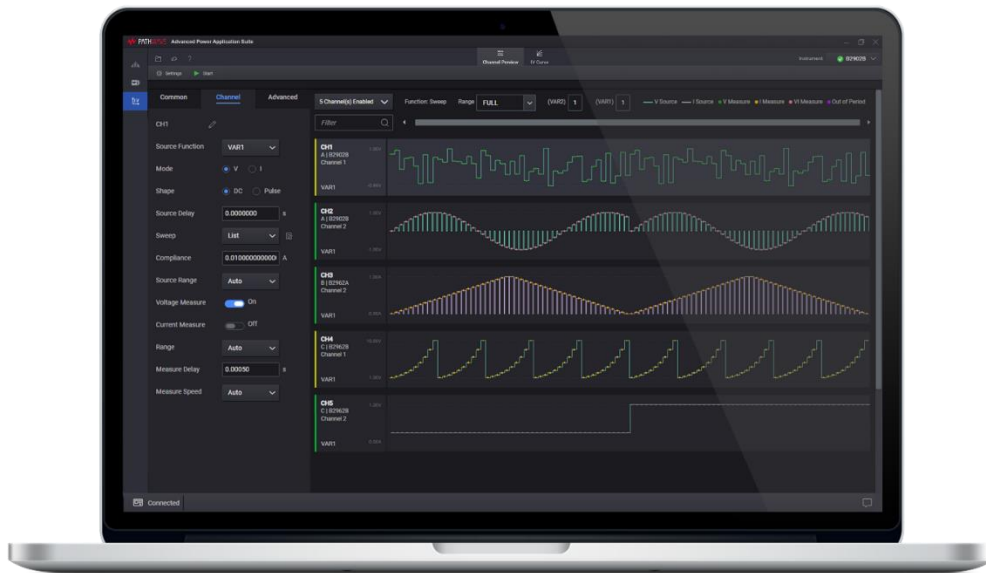 PATHWAVE Advanced Power Application Suite
Channel Preview
I/V Curve
Instrument
B2902B
Settings
Start
Common
Channel
Advanced
5 Channel(s) Enabled
Function: Sweep
Range
FULL
(VAR2)
1
(VAR1)
1
V Source
I Source
V Measure
I Measure
VI Measure
Out of Period
CH1
Source Function
VAR1
Mode
V
I
Shape
DC
Pulse
Source Delay
0.0000000
s
Sweep
List
Compliance
0.01000000000
A
Source Range
Auto
Voltage Measure
On
Current Measure
Off
Range
Auto
Measure Delay
0.00050
s
Measure Speed
Auto
Filter
CH1
A | B2902B
Channel 1
VAR1
CH2
A | B2902B
Channel 2
VAR1
CH3
B | B2962A
Channel 2
VAR1
CH4
C | B2962B
Channel 1
VAR1
CH5
C | B2962B
Channel 2
VAR1
Connected